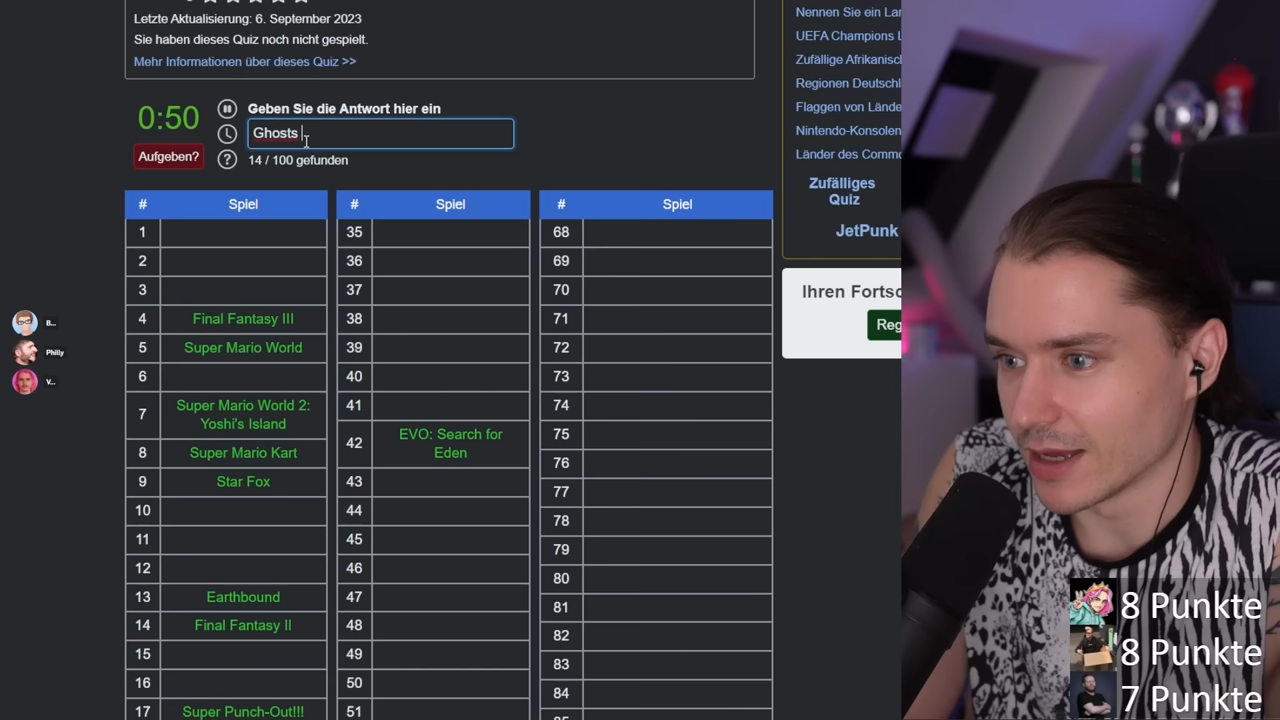 Letzte Aktualisierung: 6. September 2023
Sie haben dieses Quiz noch nicht gespielt.
Mehr Informationen über dieses Quiz >>
0:50
Geben Sie die Antwort hier ein
Ghosts
Aufgeben?
14 / 100 gefunden
# Spiel # Spiel # Spiel
1 35 68
2 36 69
3 37 70
4 Final Fantasy III 38 71
5 Super Mario World 39 72
6 40 73
7 Super Mario World 2: Yoshi's Island 41 74
8 Super Mario Kart 42 EVO: Search for Eden 75
9 Star Fox 43 76
10 44 77
11 45 78
12 46 79
13 Earthbound 47 80
14 Final Fantasy II 48 81
15 49 82
16 50 83
17 Super Punch-Out!!! 51 84
Nennen Sie ein Lan
UEFA Champions L
Zufällige Afrikanisc
Regionen Deutschl
Flaggen von Lände
Nintendo-Konsolen
Länder des Commo
Zufälliges
Quiz
JetPunk
Ihren Fortsc
Reg
B...
Philly
V...
8 Punkte
8 Punkte
7 Punkte